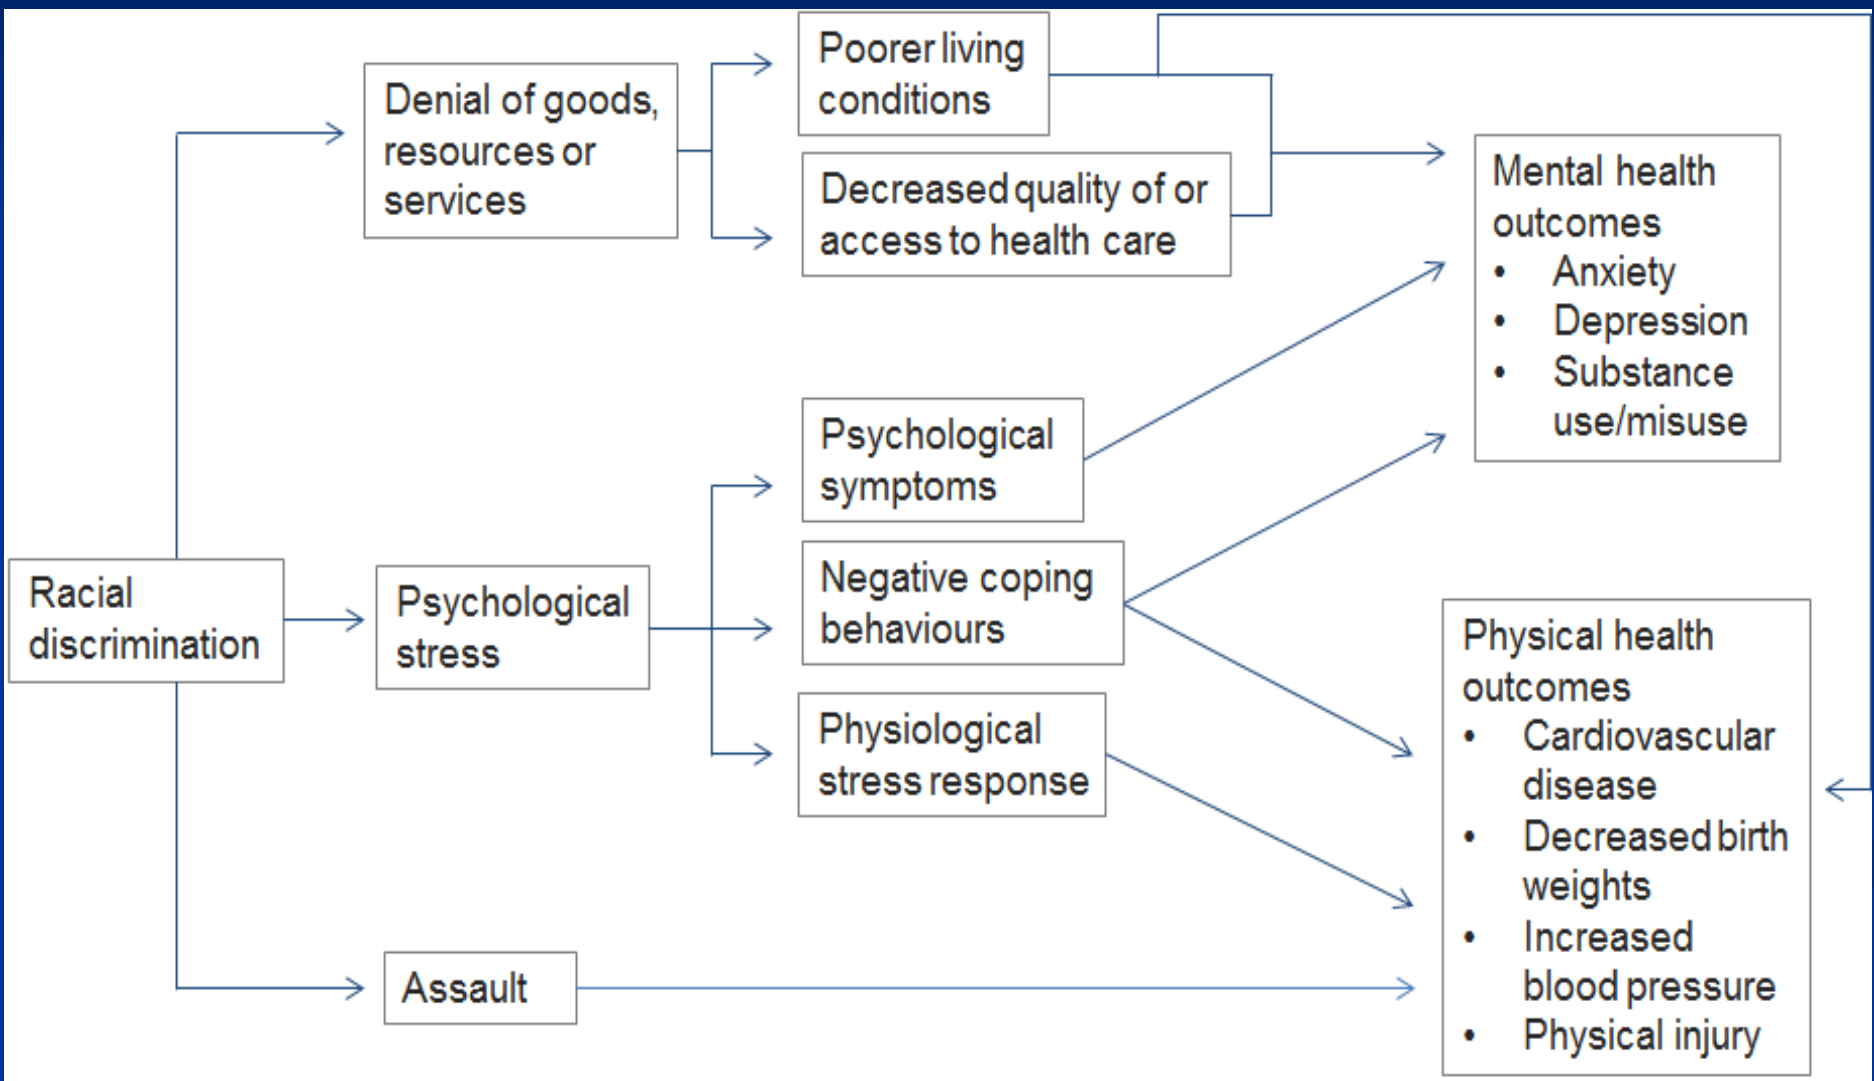 Poorer living
conditions
Denial of goods,
resources or
services
Decreased quality of or
access to health care
Mental health
outcomes
• Anxiety
• Depression
• Substance
use/misuse
Psychological
symptoms
Racial
discrimination
Psychological
stress
Negative coping
behaviours
Physiological
stress response
Physical health
outcomes
• Cardiovascular
disease
• Decreased birth
weights
• Increased
blood pressure
• Physical injury
Assault